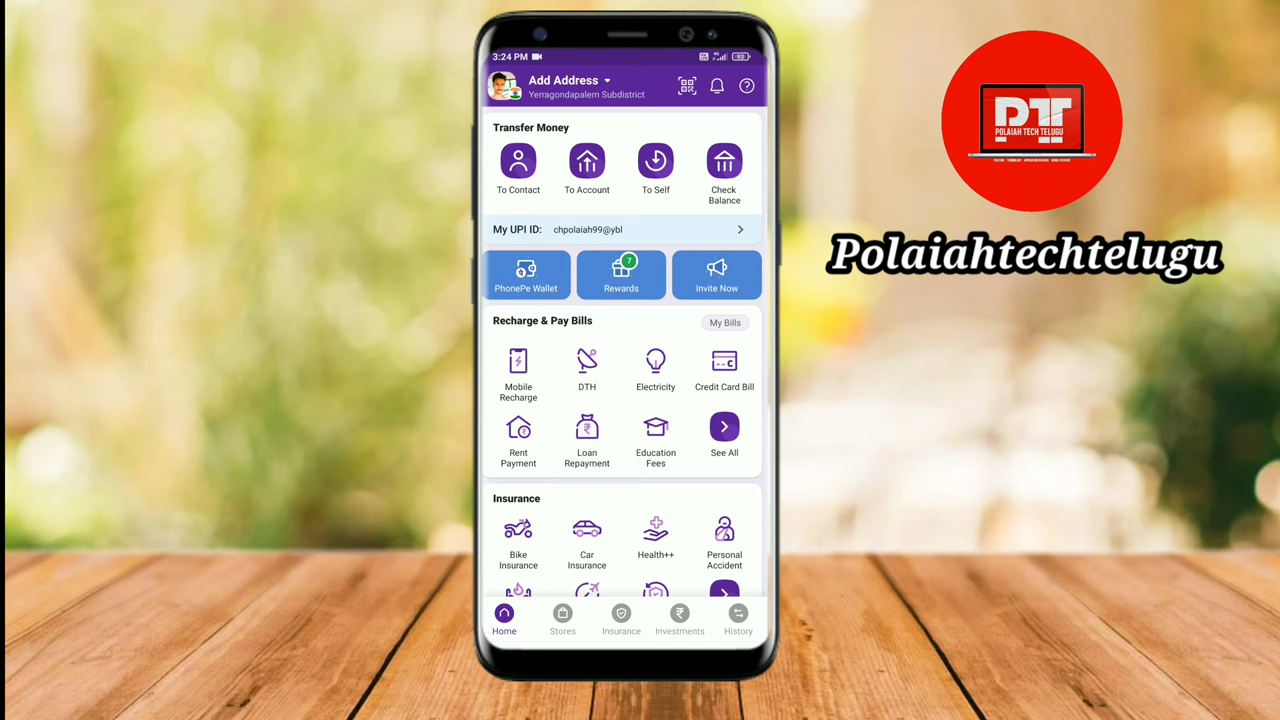 3:24 PM
Add Address
Yerragondapalem Subdistrict
Transfer Money
To Contact
To Account
To Self
Check
Balance
My UPI ID: chpolaiah99@ybl
PhonePe Wallet
7
Rewards
Invite Now
Recharge & Pay Bills
My Bills
Mobile
Recharge
DTH
Electricity
Credit Card Bill
Rent
Payment
Loan
Repayment
Education
Fees
See All
Insurance
Bike
Insurance
Car
Insurance
Health++
Personal
Accident
Home
Stores
Insurance
Investments
History
PTT
POLAIAH TECH TELUGU
Polaiahtechtelugu